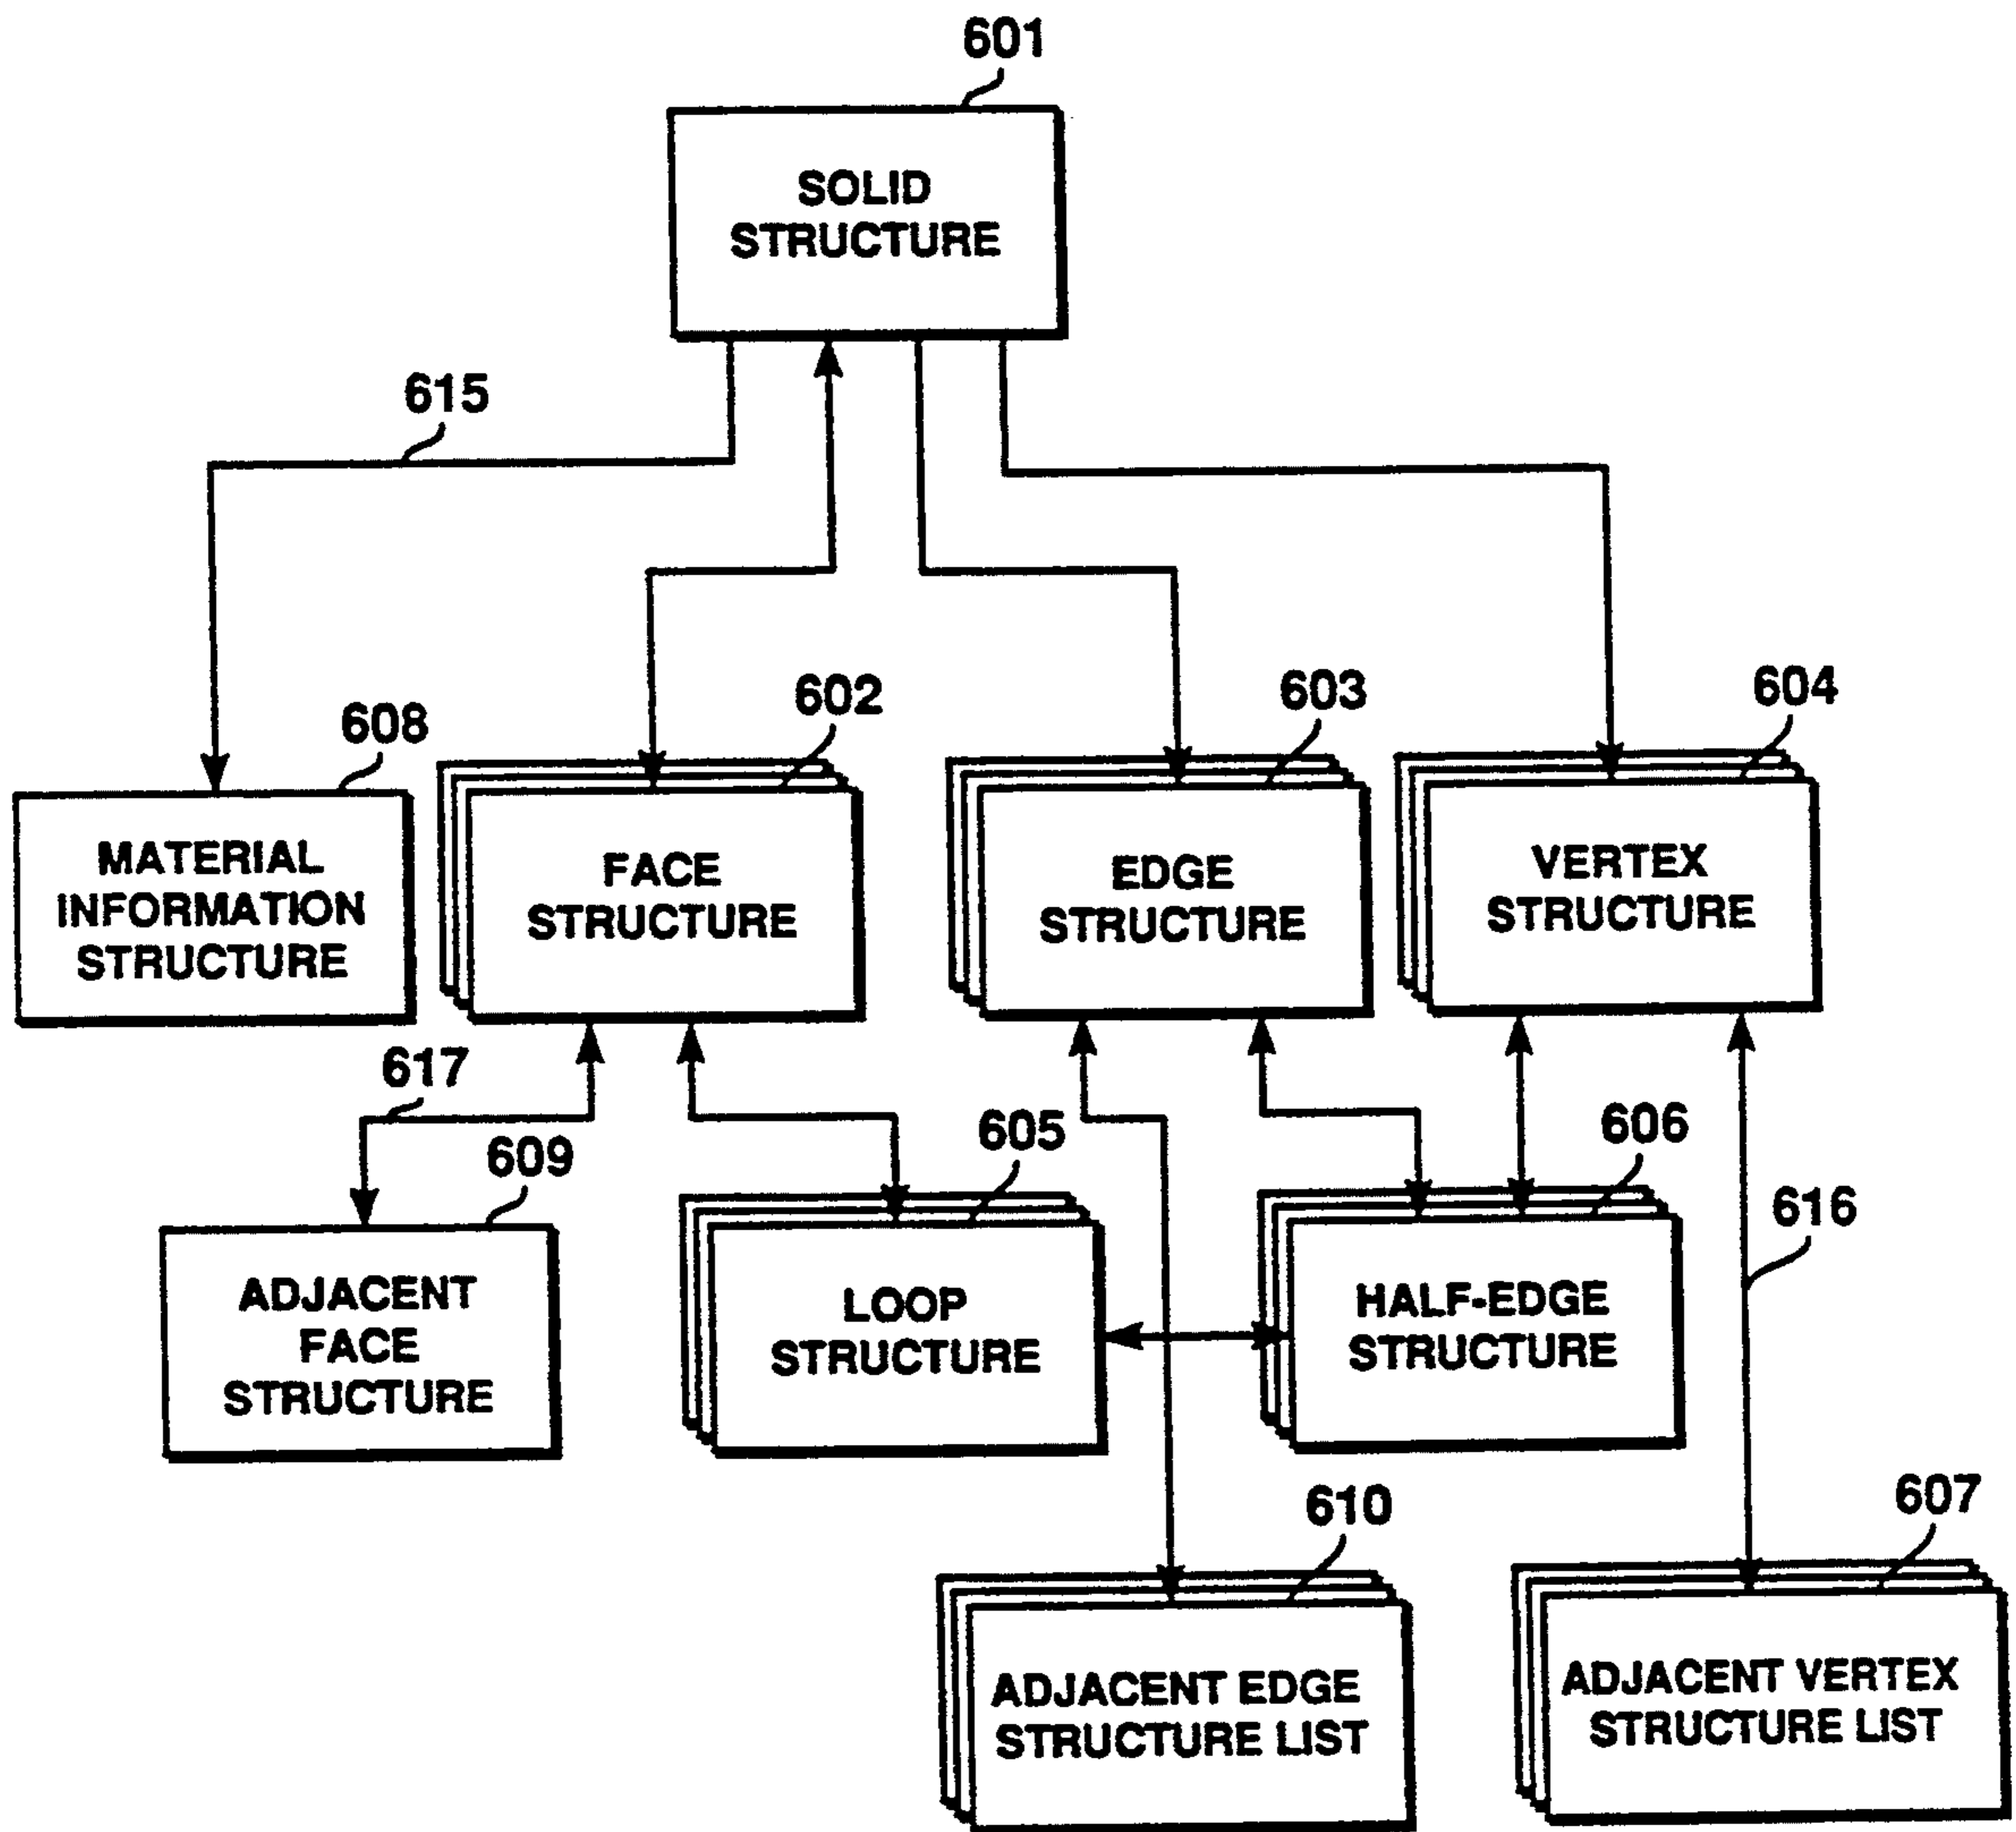 601
SOLID
STRUCTURE
615
608
602
603
604
MATERIAL
INFORMATION
STRUCTURE
FACE
STRUCTURE
EDGE
STRUCTURE
VERTEX
STRUCTURE
617
609
605
606
616
ADJACENT
FACE
STRUCTURE
LOOP
STRUCTURE
HALF-EDGE
STRUCTURE
610
607
ADJACENT EDGE
STRUCTURE LIST
ADJACENT VERTEX
STRUCTURE LIST